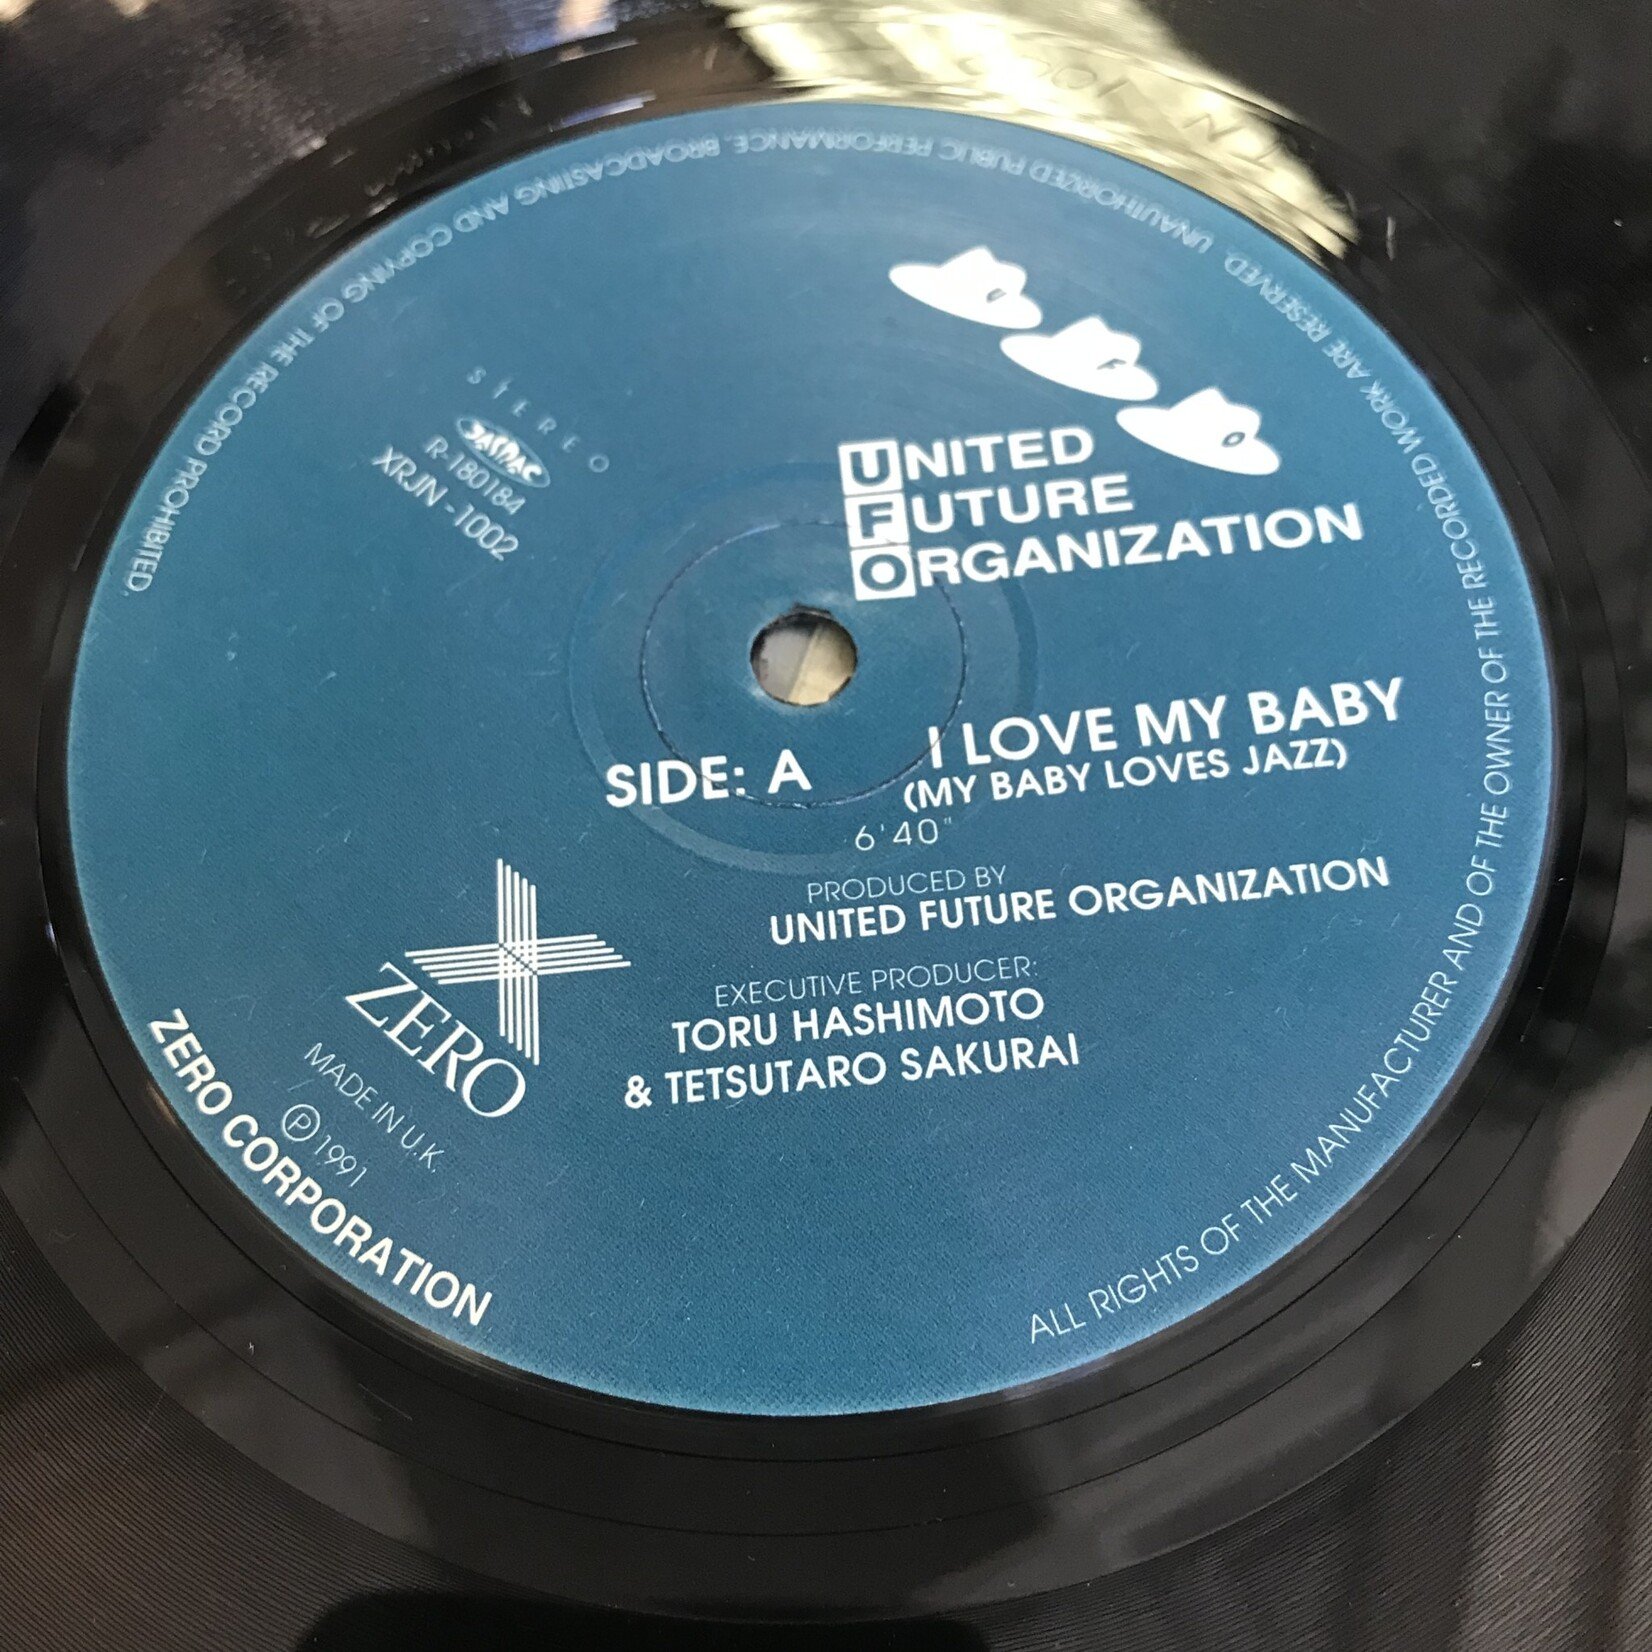 U F O
UNITED
FUTURE
ORGANIZATION
STEREO
JASRAC
R-180184
XRJN-1002
SIDE: A
I LOVE MY BABY
(MY BABY LOVES JAZZ)
6'40"
PRODUCED BY
UNITED FUTURE ORGANIZATION
EXECUTIVE PRODUCER:
TORU HASHIMOTO
& TETSUTARO SAKURAI
ZERO
MADE IN U.K.
Ⓟ1991
ZERO CORPORATION
ALL RIGHTS OF THE MANUFACTURER AND OF THE OWNER OF THE RECORDED WORK ARE RESERVED. UNAUTHORIZED PUBLIC PERFORMANCE. BROADCASTING AND COPYING OF THE RECORD PROHIBITED.